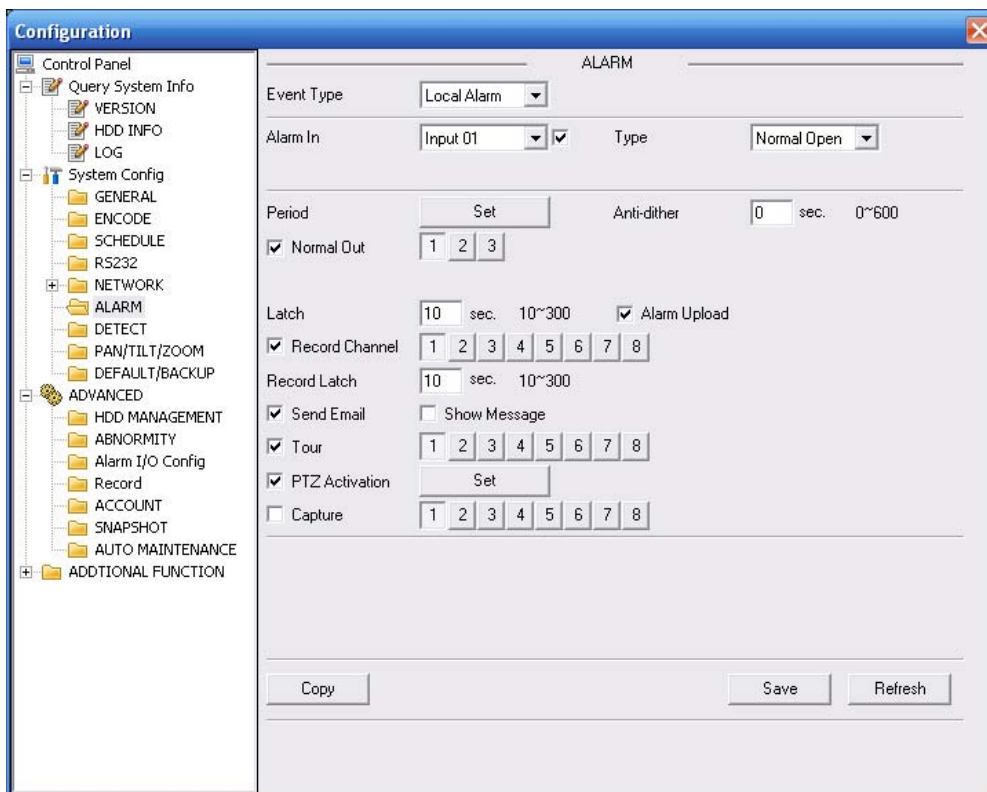 Configuration
Control Panel
Query System Info
VERSION
HDD INFO
LOG
System Config
GENERAL
ENCODE
SCHEDULE
RS232
NETWORK
ALARM
DETECT
PAN/TILT/ZOOM
DEFAULT/BACKUP
ADVANCED
HDD MANAGEMENT
ABNORMITY
Alarm I/O Config
Record
ACCOUNT
SNAPSHOT
AUTO MAINTENANCE
ADDTIONAL FUNCTION
ALARM
Event Type Local Alarm
Alarm In Input 01 Type Normal Open
Period Set Anti-dither 0 sec. 0~600
Normal Out 1 2 3
Latch 10 sec. 10~300 Alarm Upload
Record Channel 1 2 3 4 5 6 7 8
Record Latch 10 sec. 10~300
Send Email Show Message
Tour 1 2 3 4 5 6 7 8
PTZ Activation Set
Capture 1 2 3 4 5 6 7 8
Copy Save Refresh